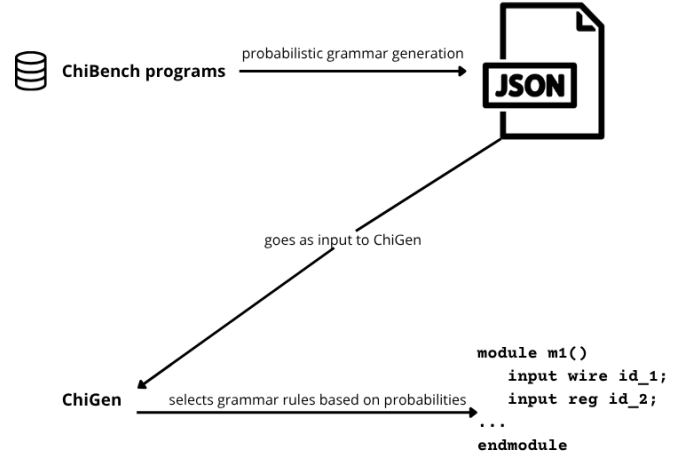 probabilistic grammar generation
ChiBench programs
JSON
goes as input to ChiGen
ChiGen
selects grammar rules based on probabilities
module m1()
input wire id_1;
input reg id_2;
...
endmodule